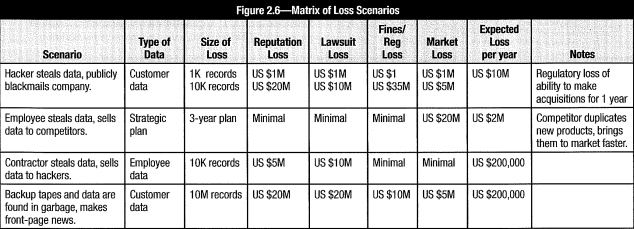 Figure 2.6—Matrix of Loss Scenarios
Scenario Type of Data Size of Loss Reputation Loss Lawsuit Loss Fines/ Reg Loss Market Loss Expected Loss per year Notes
Hacker steals data, publicly blackmails company. Customer data 1K records 10K records US $1M US $20M US $1M US $10M US $1 US $35M US $1M US $5M US $10M Regulatory loss of ability to make acquisitions for 1 year
Employee steals data, sells data to competitors. Strategic plan 3-year plan Minimal Minimal Minimal US $20M US $2M Competitor duplicates new products, brings them to market faster.
Contractor steals data, sells data to hackers. Employee data 10K records US $5M US $10M Minimal Minimal US $200,000
Backup tapes and data are found in garbage, makes front-page news. Customer data 10M records US $20M US $20M US $10M US $5M US $200,000